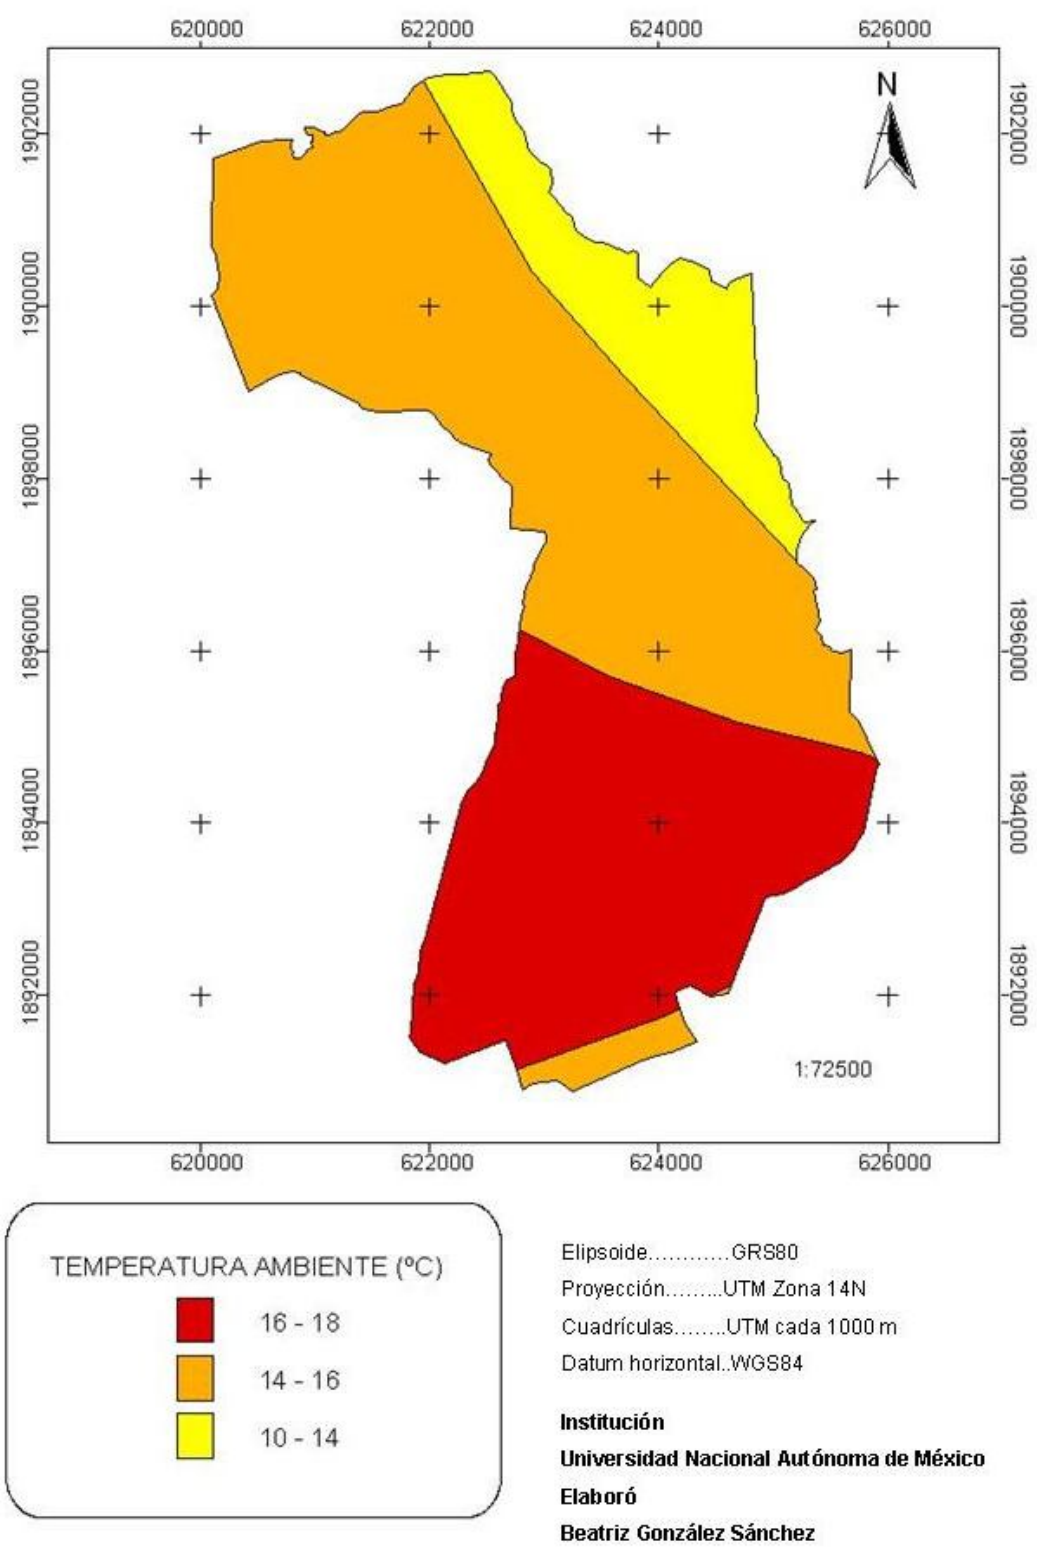 620000 622000 624000 626000
N
1902000 1902000
1900000 1900000
1898000 1898000
1896000 1896000
1894000 1894000
1892000 1892000
1:72500
620000 622000 624000 626000
TEMPERATURA AMBIENTE (ºC)
16 - 18
14 - 16
10 - 14
Elipsoide............GRS80
Proyección.........UTM Zona 14N
Cuadrículas........UTM cada 1000 m
Datum horizontal..WGS84
Institución
Universidad Nacional Autónoma de México
Elaboró
Beatriz González Sánchez